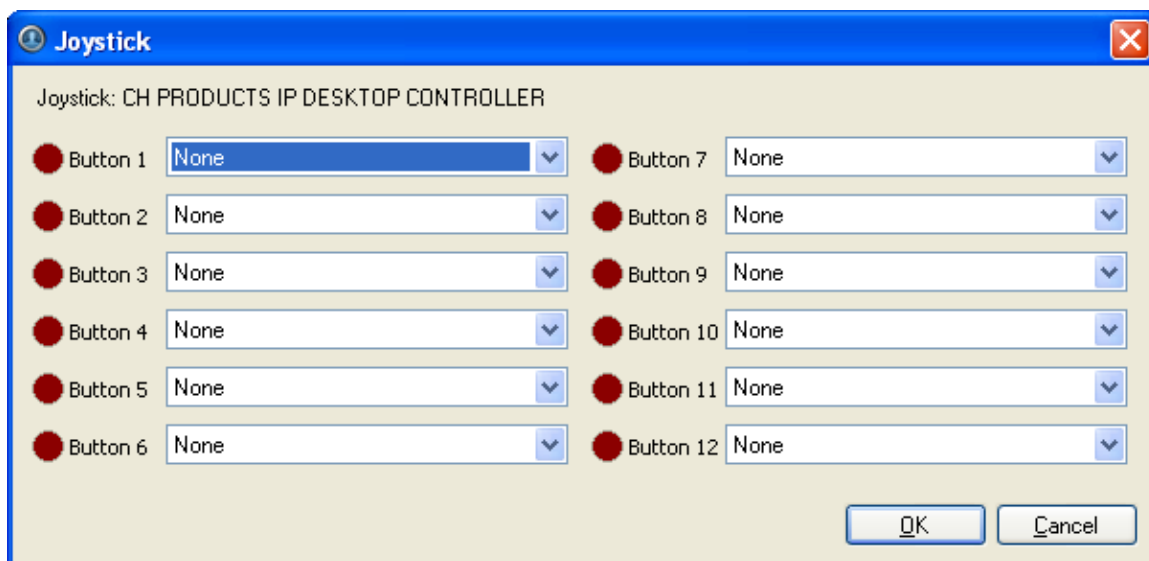 Joystick
Joystick: CH PRODUCTS IP DESKTOP CONTROLLER
Button 1 None Button 7 None
Button 2 None Button 8 None
Button 3 None Button 9 None
Button 4 None Button 10 None
Button 5 None Button 11 None
Button 6 None Button 12 None
OK Cancel